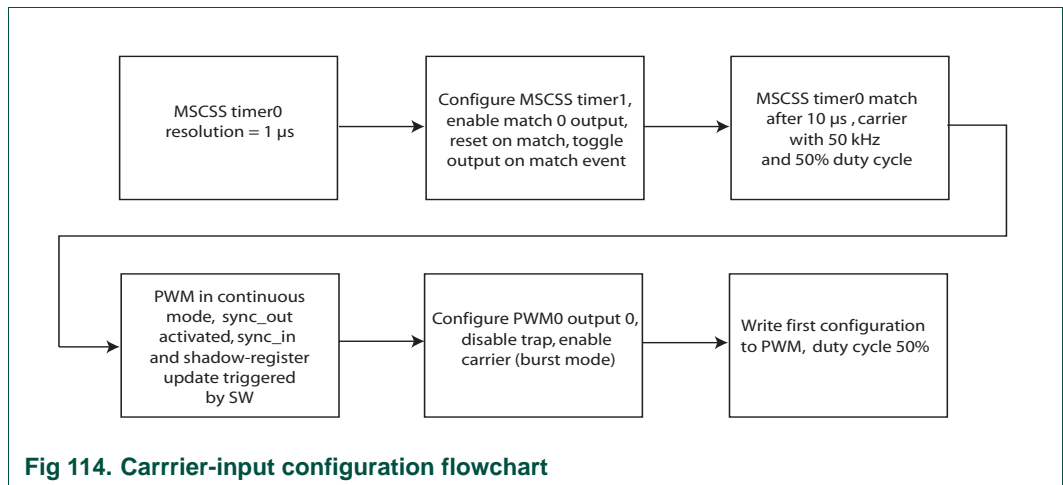 MSCSS timer0
resolution = 1 µs
Configure MSCSS timer1,
enable match 0 output,
reset on match, toggle
output on match event
MSCSS timer0 match
after 10 µs , carrier
with 50 kHz
and 50% duty cycle
PWM in continuous
mode, sync_out
activated, sync_in
and shadow-register
update triggered
by SW
Configure PWM0 output 0,
disable trap, enable
carrier (burst mode)
Write first configuration
to PWM, duty cycle 50%
Fig 114. Carrrier-input configuration flowchart